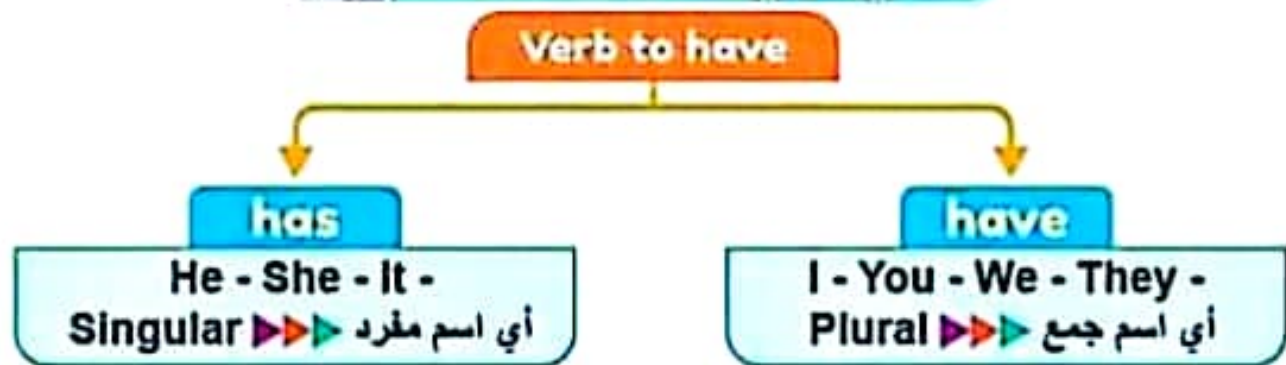 Verb to have
has
He - She - It -
Singular أي اسم مفرد
have
I - You - We - They -
Plural أي اسم جمع